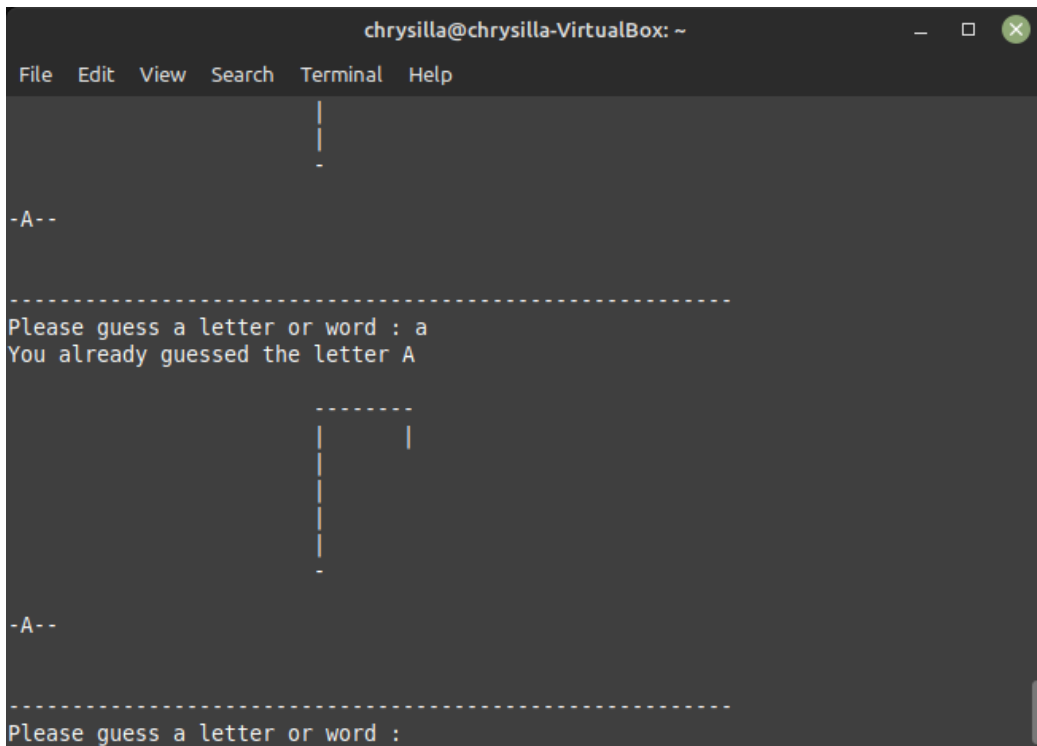 chrysilla@chrysilla-VirtualBox: ~
File Edit View Search Terminal Help
|
|
-
-A--
---------------------------------------------------------
Please guess a letter or word : a
You already guessed the letter A
--------
|      |
|
|
|
|
-
-A--
---------------------------------------------------------
Please guess a letter or word :